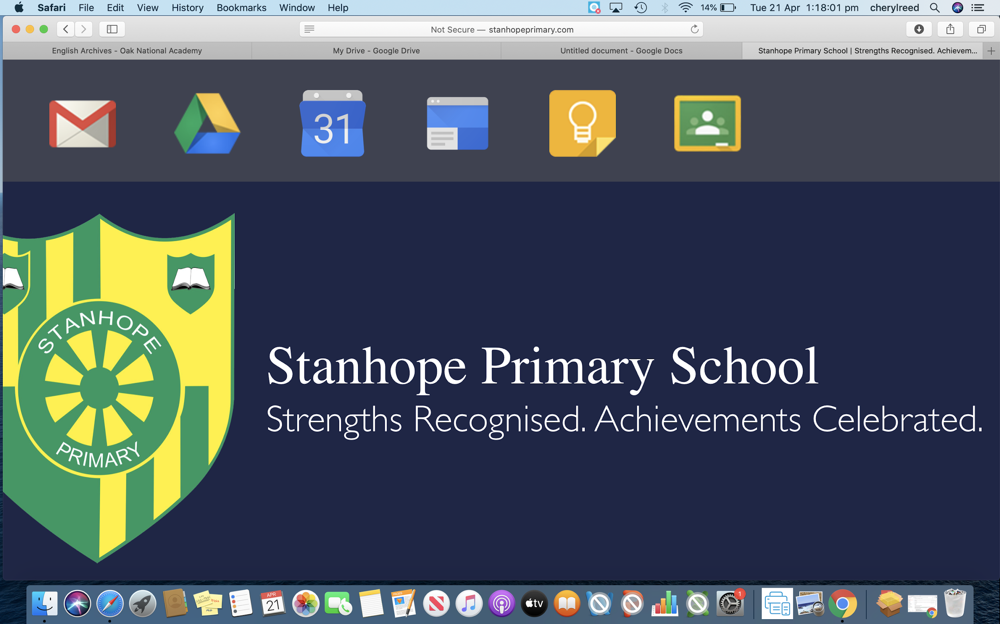 Safari File Edit View History Bookmarks Window Help 14% Tue 21 Apr 1:18:01 pm cherylreed
Not Secure — stanhopeprimary.com
English Archives - Oak National Academy My Drive - Google Drive Untitled document - Google Docs Stanhope Primary School | Strengths Recognised. Achievem...
31
STANHOPE
PRIMARY
Stanhope Primary School
Strengths Recognised. Achievements Celebrated.
APR
21
PAGES
tv
1